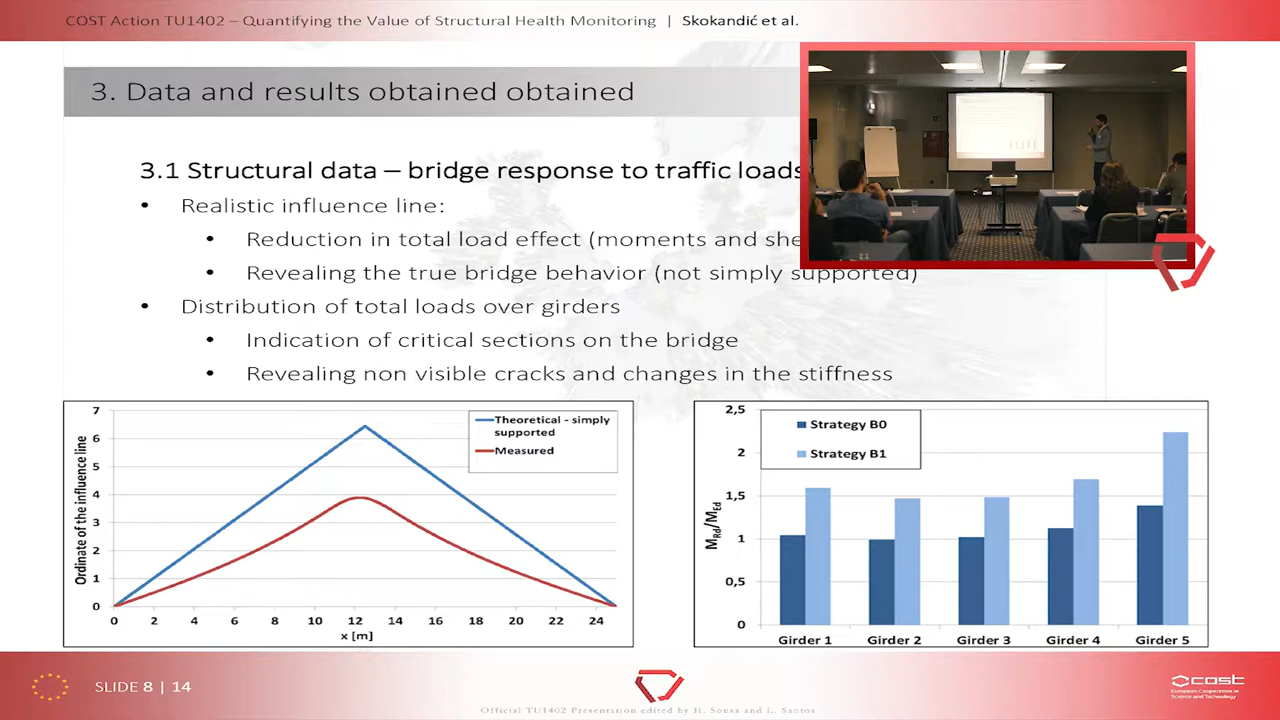 COST Action TU1402 – Quantifying the Value of Structural Health Monitoring | Skokandić et al.
3. Data and results obtained obtained
3.1 Structural data – bridge response to traffic loads
• Realistic influence line:
• Reduction in total load effect (moments and she
• Revealing the true bridge behavior (not simply supported)
• Distribution of total loads over girders
• Indication of critical sections on the bridge
• Revealing non visible cracks and changes in the stiffness
Ordinate of the influence line
7
6
5
4
3
2
1
0
0 2 4 6 8 10 12 14 16 18 20 22 24
x [m]
Theoretical - simply
supported
Measured
MRd/MEd
2,5
2
1,5
1
0,5
0
Strategy B0
Strategy B1
Girder 1 Girder 2 Girder 3 Girder 4 Girder 5
SLIDE 8 | 14
cost
European Cooperation in
Science and Technology
Official TU1402 Presentation edited by H. Sousa and L. Santos